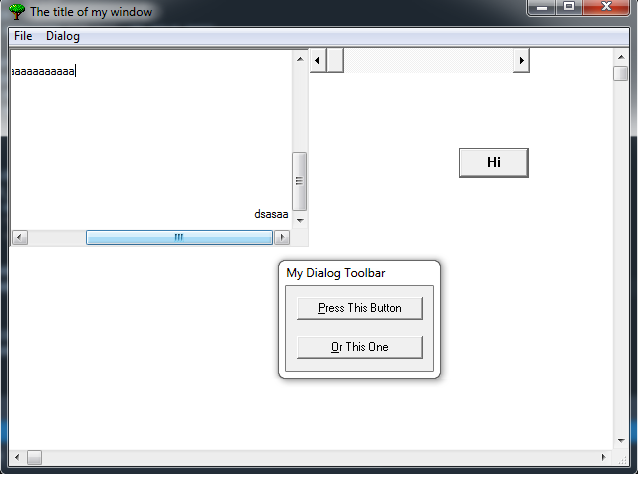 The title of my window
File Dialog
aaaaaaaaaaa
Hi
dsasaa
My Dialog Toolbar
Press This Button
Or This One